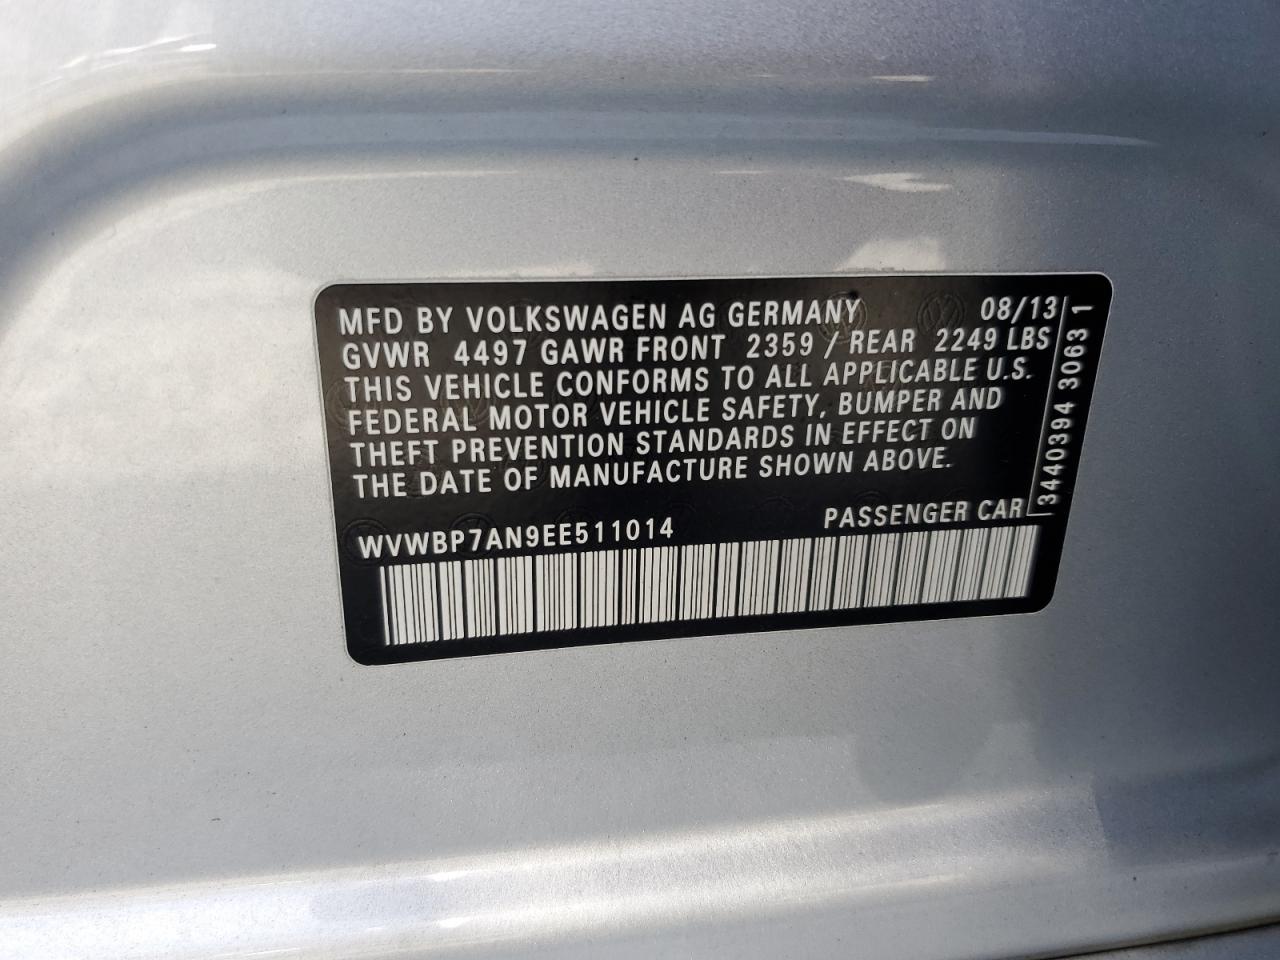 MFD BY VOLKSWAGEN AG GERMANY 08/13
GVWR 4497 GAWR FRONT 2359 / REAR 2249 LBS
THIS VEHICLE CONFORMS TO ALL APPLICABLE U.S.
FEDERAL MOTOR VEHICLE SAFETY, BUMPER AND
THEFT PREVENTION STANDARDS IN EFFECT ON
THE DATE OF MANUFACTURE SHOWN ABOVE.
WVWBP7AN9EE511014 PASSENGER CAR
3440394 3063 1